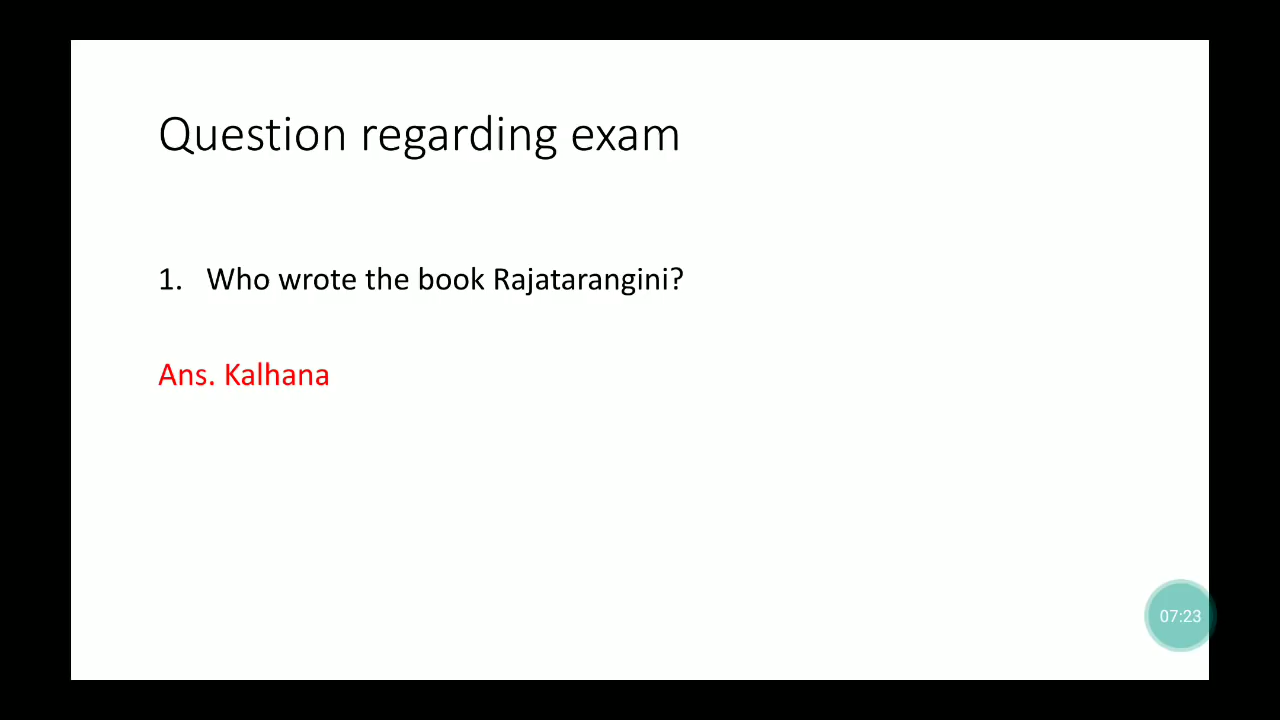 Question regarding exam
1. Who wrote the book Rajatarangini?
Ans. Kalhana
07:23